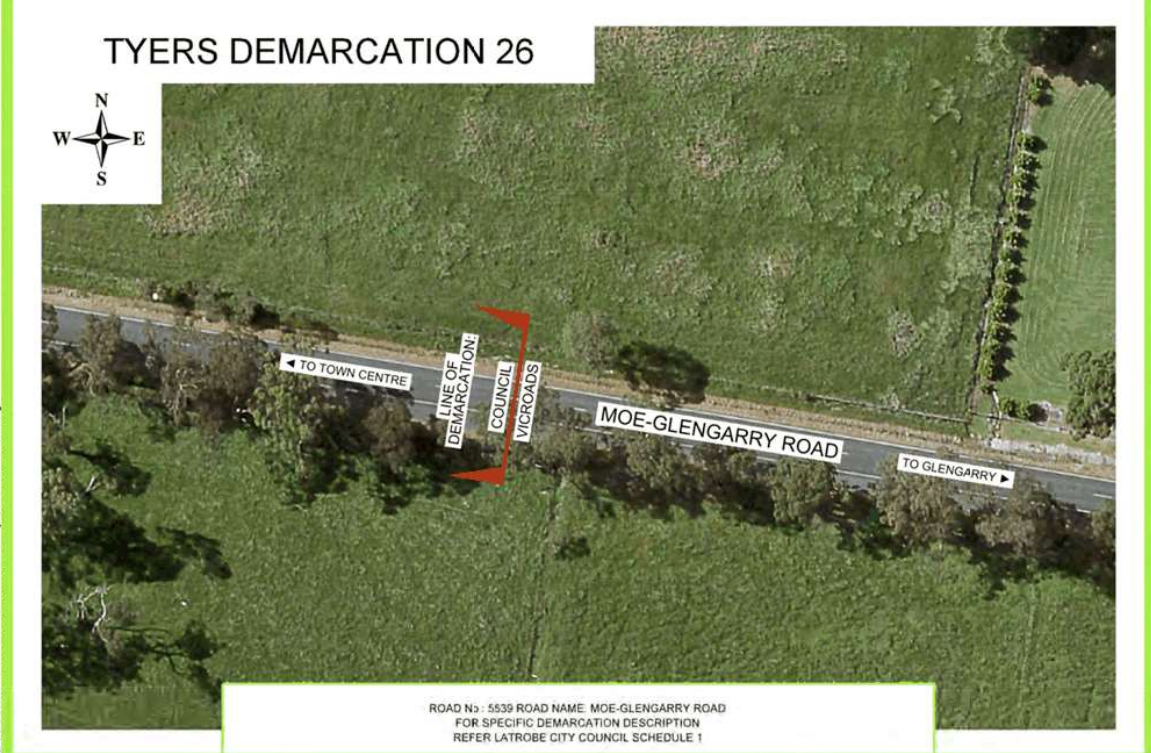 TYERS DEMARCATION 26
N
W E
S
◄ TO TOWN CENTRE
LINE OF
DEMARCATION:
COUNCIL
VICROADS
MOE-GLENGARRY ROAD
TO GLENGARRY ►
ROAD No : 5539 ROAD NAME: MOE-GLENGARRY ROAD
FOR SPECIFIC DEMARCATION DESCRIPTION
REFER LATROBE CITY COUNCIL SCHEDULE 1